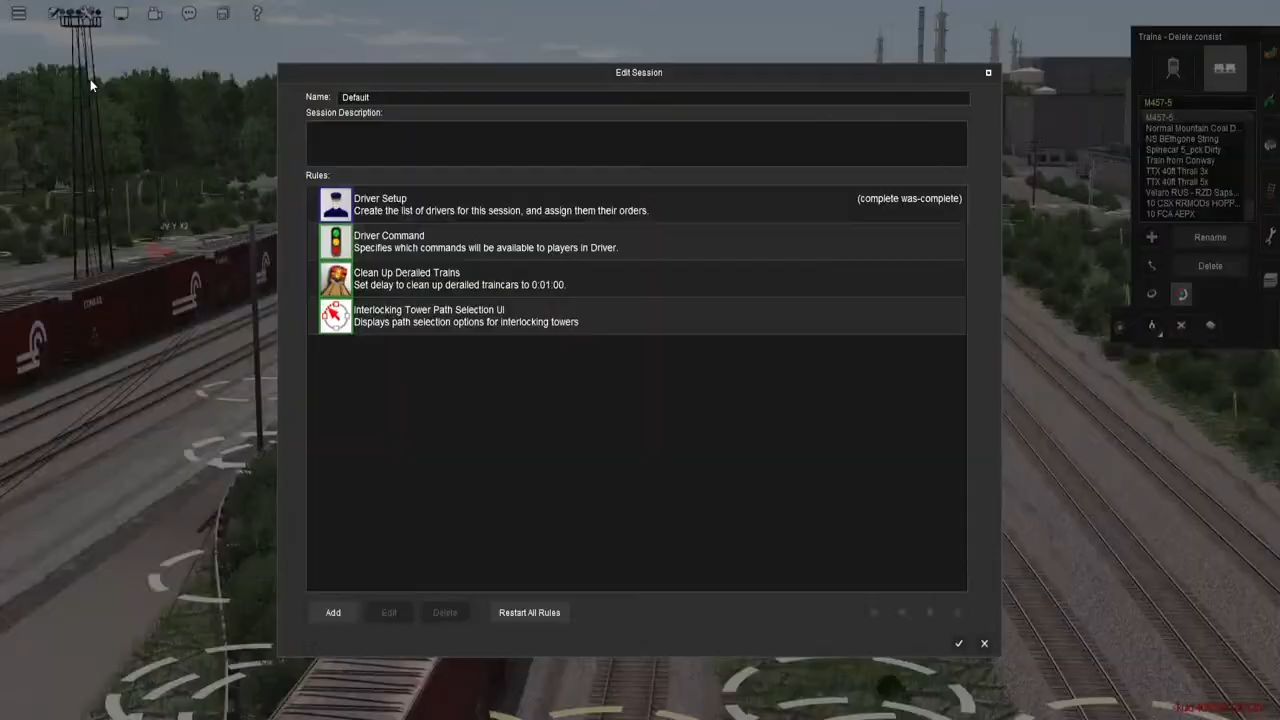 Edit Session
Name: Default
Session Description:
Rules:
Driver Setup (complete was-complete)
Create the list of drivers for this session, and assign them their orders.
Driver Command
Specifies which commands will be available to players in Driver.
Clean Up Derailed Trains
Set delay to clean up derailed traincars to 0:01:00.
Interlocking Tower Path Selection UI
Displays path selection options for interlocking towers
Add Edit Delete Restart All Rules
Trains - Delete consist
M457-5
M457-5
Normal Mountain Coal D...
NS BEthgone String
Spinecar 5_pck Dirty
Train from Conway
TTX 40ft Thrall 3x
TTX 40ft Thrall 5x
Velaro RUS - RZD Saps...
10 CSX RRMODs HOPP...
10 FCA AEPX
Rename
Delete
CONRAIL